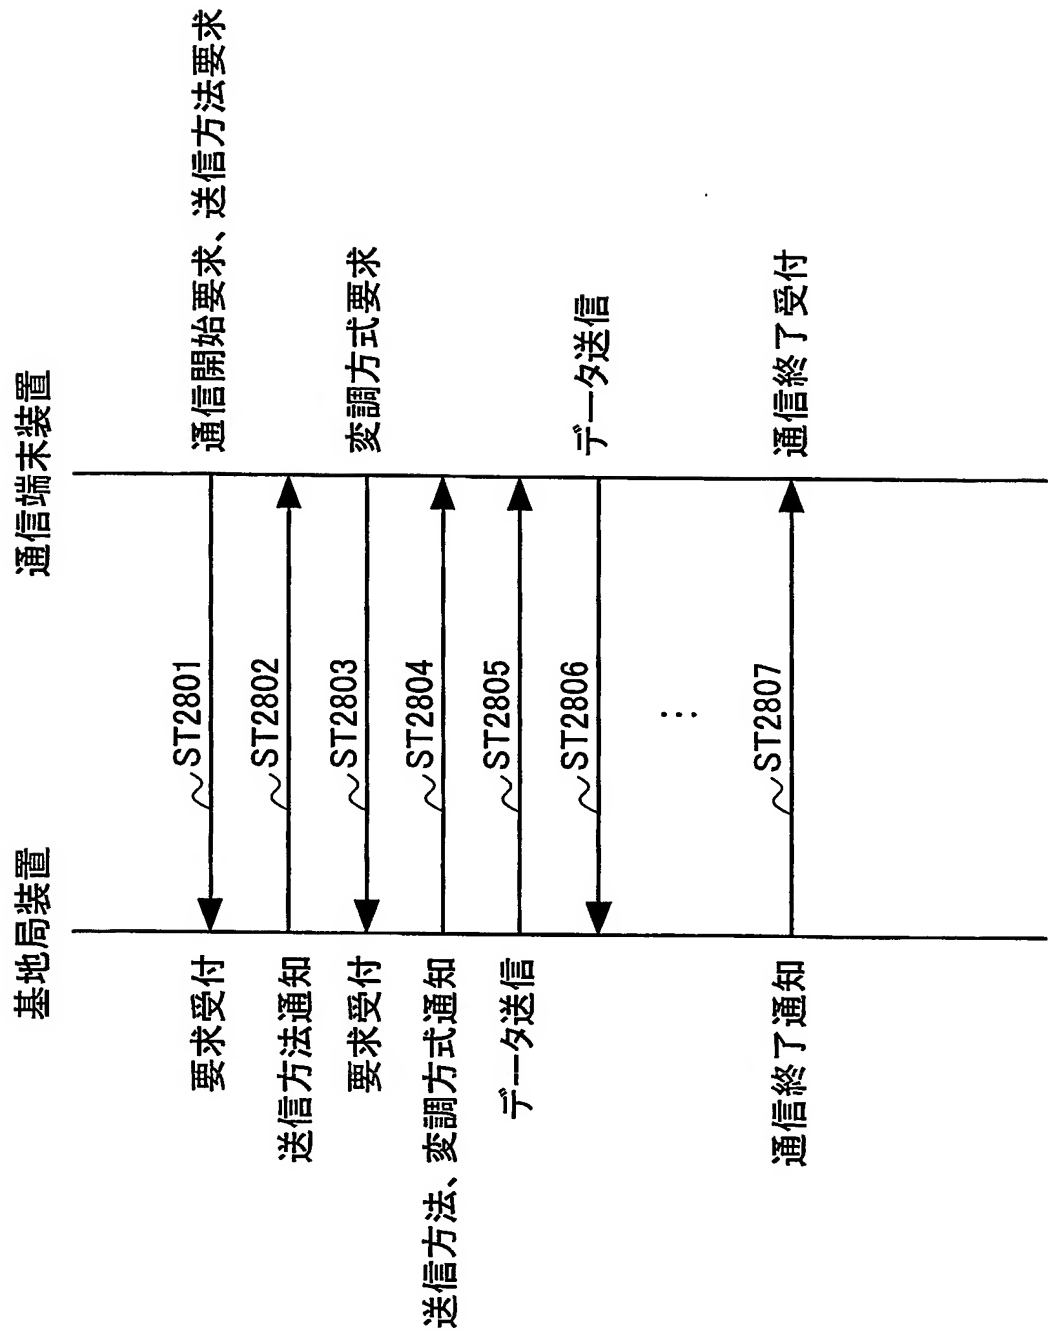 基地局装置
通信端末装置
ST2801
要求受付
通信開始要求、送信方法要求
ST2802
送信方法通知
ST2803
要求受付
変調方式要求
ST2804
送信方法、変調方式通知
ST2805
データ送信
ST2806
データ送信
⋮
ST2807
通信終了通知
通信終了受付